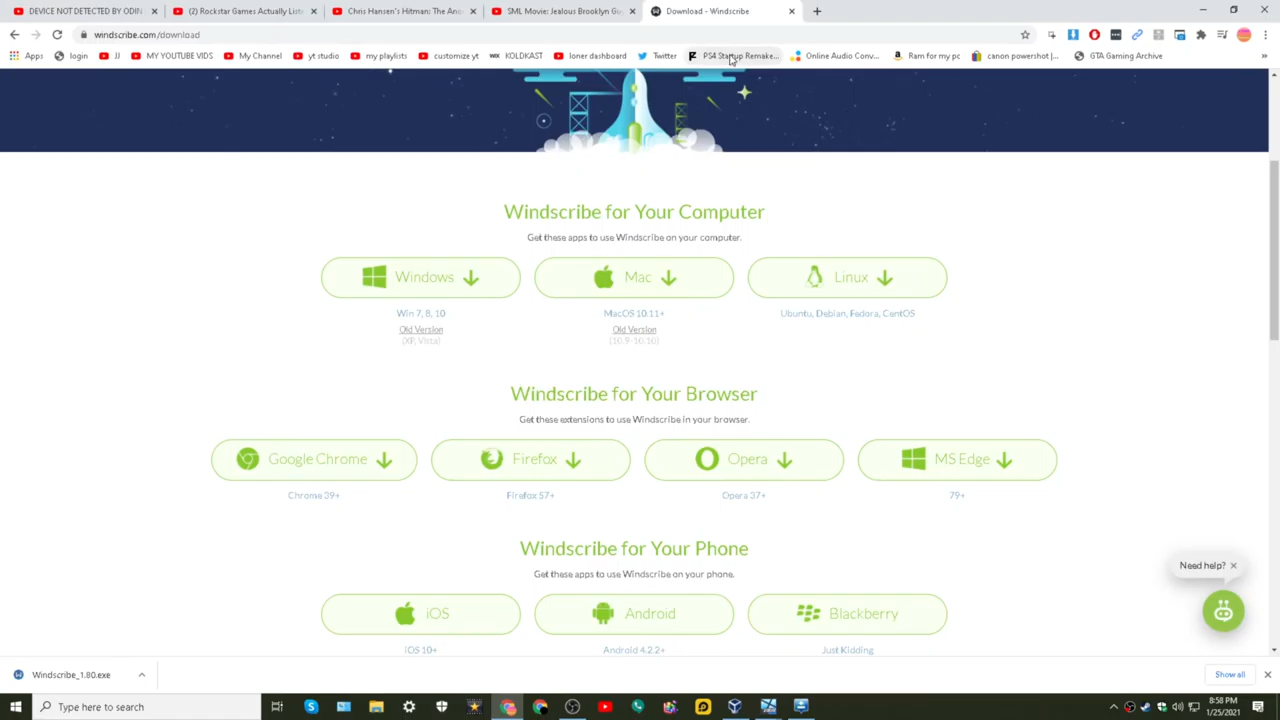 DEVICE NOT DETECTED BY ODIN
(2) Rockstar Games Actually List
Chris Hansen's Hitman: The Ano
SML Movie: Jealous Brooklyn Gu
Download - Windscribe
windscribe.com/download
Apps
login
JJ
MY YOUTUBE VIDS
My Channel
yt studio
my playlists
customize yt
KOLDKAST
loner dashboard
Twitter
PS4 Startup Remake...
Online Audio Conv...
Ram for my pc
canon powershot |...
GTA Gaming Archive
»
Windscribe for Your Computer
Get these apps to use Windscribe on your computer.
Windows
Mac
Linux
Win 7, 8, 10
MacOS 10.11+
Ubuntu, Debian, Fedora, CentOS
Old Version
Old Version
(XP, Vista)
(10.9-10.10)
Windscribe for Your Browser
Get these extensions to use Windscribe in your browser.
Google Chrome
Firefox
Opera
MS Edge
Chrome 39+
Firefox 57+
Opera 37+
79+
Windscribe for Your Phone
Need help?
Get these apps to use Windscribe on your phone.
iOS
Android
Blackberry
iOS 10+
Android 4.2.2+
Just Kidding
Windscribe_1.80.exe
Show all
Type here to search
8:58 PM
1/25/2021